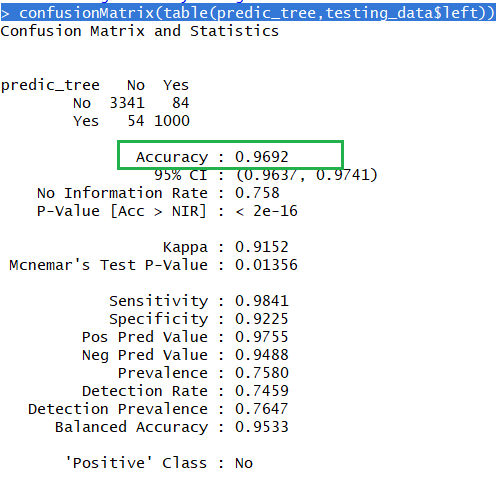 > confusionMatrix(table(predic_tree,testing_data$left))
Confusion Matrix and Statistics
predic_tree No Yes
No 3341 84
Yes 54 1000
Accuracy : 0.9692
95% CI : (0.9637, 0.9741)
No Information Rate : 0.758
P-Value [Acc > NIR] : < 2e-16
Kappa : 0.9152
Mcnemar's Test P-Value : 0.01356
Sensitivity : 0.9841
Specificity : 0.9225
Pos Pred Value : 0.9755
Neg Pred Value : 0.9488
Prevalence : 0.7580
Detection Rate : 0.7459
Detection Prevalence : 0.7647
Balanced Accuracy : 0.9533
'Positive' Class : No